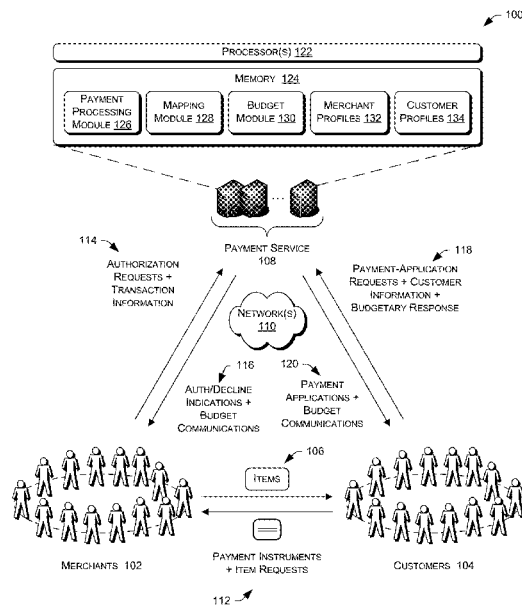 100
PROCESSOR(S) 122
MEMORY 124
PAYMENT
PROCESSING
MODULE 126
MAPPING
MODULE 128
BUDGET
MODULE 130
MERCHANT
PROFILES 132
CUSTOMER
PROFILES 134
...
PAYMENT SERVICE
108
114
AUTHORIZATION
REQUESTS +
TRANSACTION
INFORMATION
118
PAYMENT-APPLICATION
REQUESTS + CUSTOMER
INFORMATION +
BUDGETARY RESPONSE
NETWORK(S)
110
116
AUTH/DECLINE
INDICATIONS +
BUDGET
COMMUNICATIONS
120
PAYMENT
APPLICATIONS +
BUDGET
COMMUNICATIONS
106
ITEMS
MERCHANTS 102
CUSTOMERS 104
PAYMENT INSTRUMENTS
+ ITEM REQUESTS
112